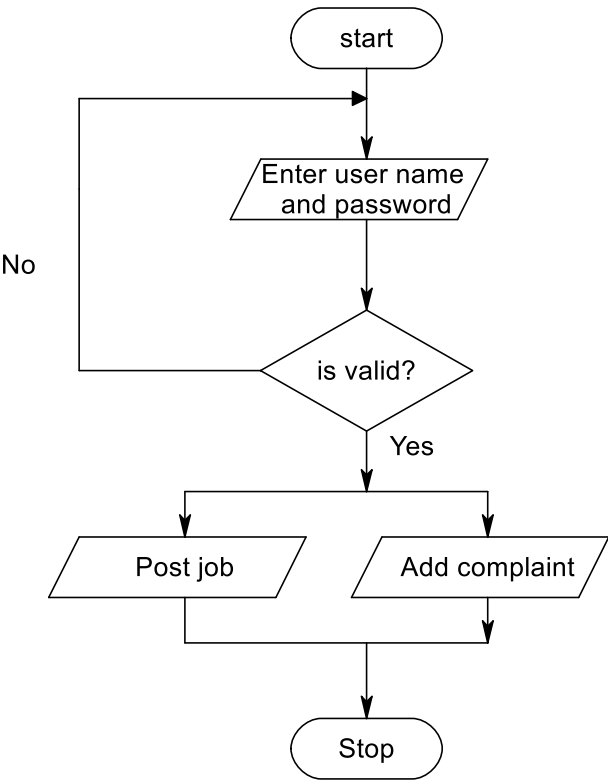 start
Enter user name
and password
No
is valid?
Yes
Post job
Add complaint
Stop